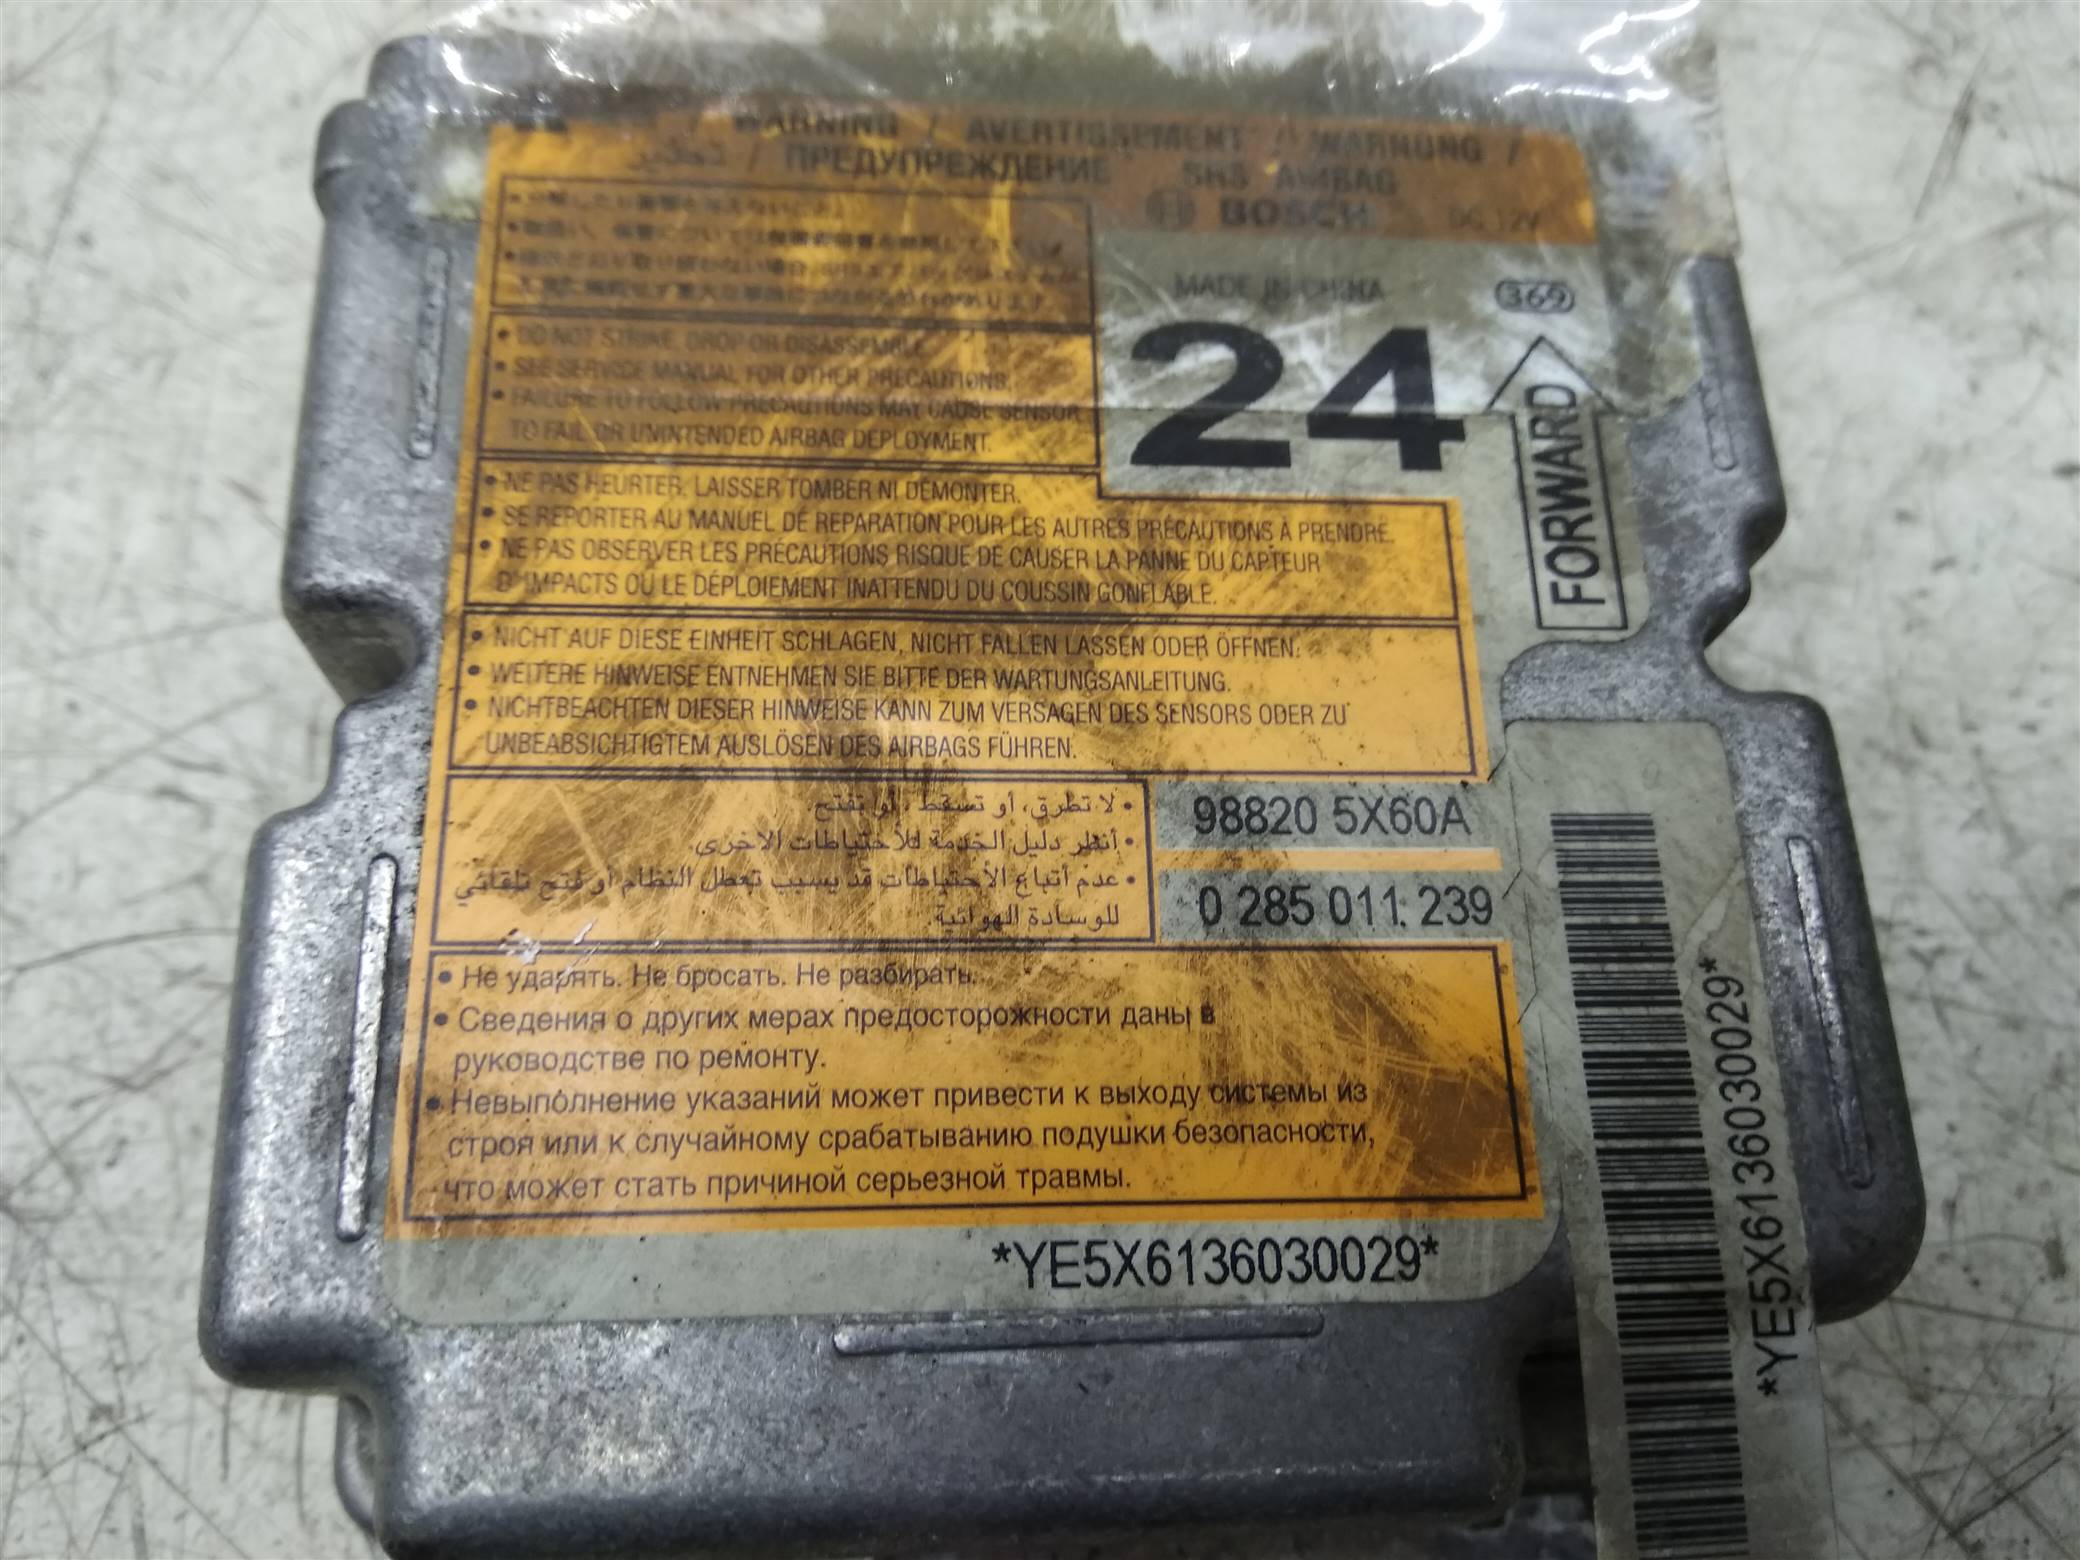 / WARNING / AVERTISSEMENT / WARNUNG /
تحذير / ПРЕДУПРЕЖДЕНИЕ SRS AIRBAG
BOSCH DC 12V
MADE IN CHINA
369
24
FORWARD
• DO NOT STRIKE, DROP OR DISASSEMBLE.
• SEE SERVICE MANUAL FOR OTHER PRECAUTIONS.
• FAILURE TO FOLLOW PRECAUTIONS MAY CAUSE SENSOR
TO FAIL OR UNINTENDED AIRBAG DEPLOYMENT.
• NE PAS HEURTER, LAISSER TOMBER NI DÉMONTER.
• SE REPORTER AU MANUEL DE REPARATION POUR LES AUTRES PRÉCAUTIONS À PRENDRE.
• NE PAS OBSERVER LES PRÉCAUTIONS RISQUE DE CAUSER LA PANNE DU CAPTEUR
D'IMPACTS OU LE DÉPLOIEMENT INATTENDU DU COUSSIN GONFLABLE.
• NICHT AUF DIESE EINHEIT SCHLAGEN, NICHT FALLEN LASSEN ODER ÖFFNEN.
• WEITERE HINWEISE ENTNEHMEN SIE BITTE DER WARTUNGSANLEITUNG.
• NICHTBEACHTEN DIESER HINWEISE KANN ZUM VERSAGEN DES SENSORS ODER ZU
UNBEABSICHTIGTEM AUSLÖSEN DES AIRBAGS FÜHREN.
• لا تطرق، أو تسقط، أو تفتح.
• أنظر دليل الخدمة للأحتياطات الاخرى.
• عدم أتباع الأحتياطات قد يسبب تعطل النظام أو فتح تلقائي
للوسادة الهوائية.
98820 5X60A
0 285 011 239
• Не ударять. Не бросать. Не разбирать.
• Сведения о других мерах предосторожности даны в
руководстве по ремонту.
• Невыполнение указаний может привести к выходу системы из
строя или к случайному срабатыванию подушки безопасности,
что может стать причиной серьезной травмы.
*YE5X6136030029*
*YE5X6136030029*